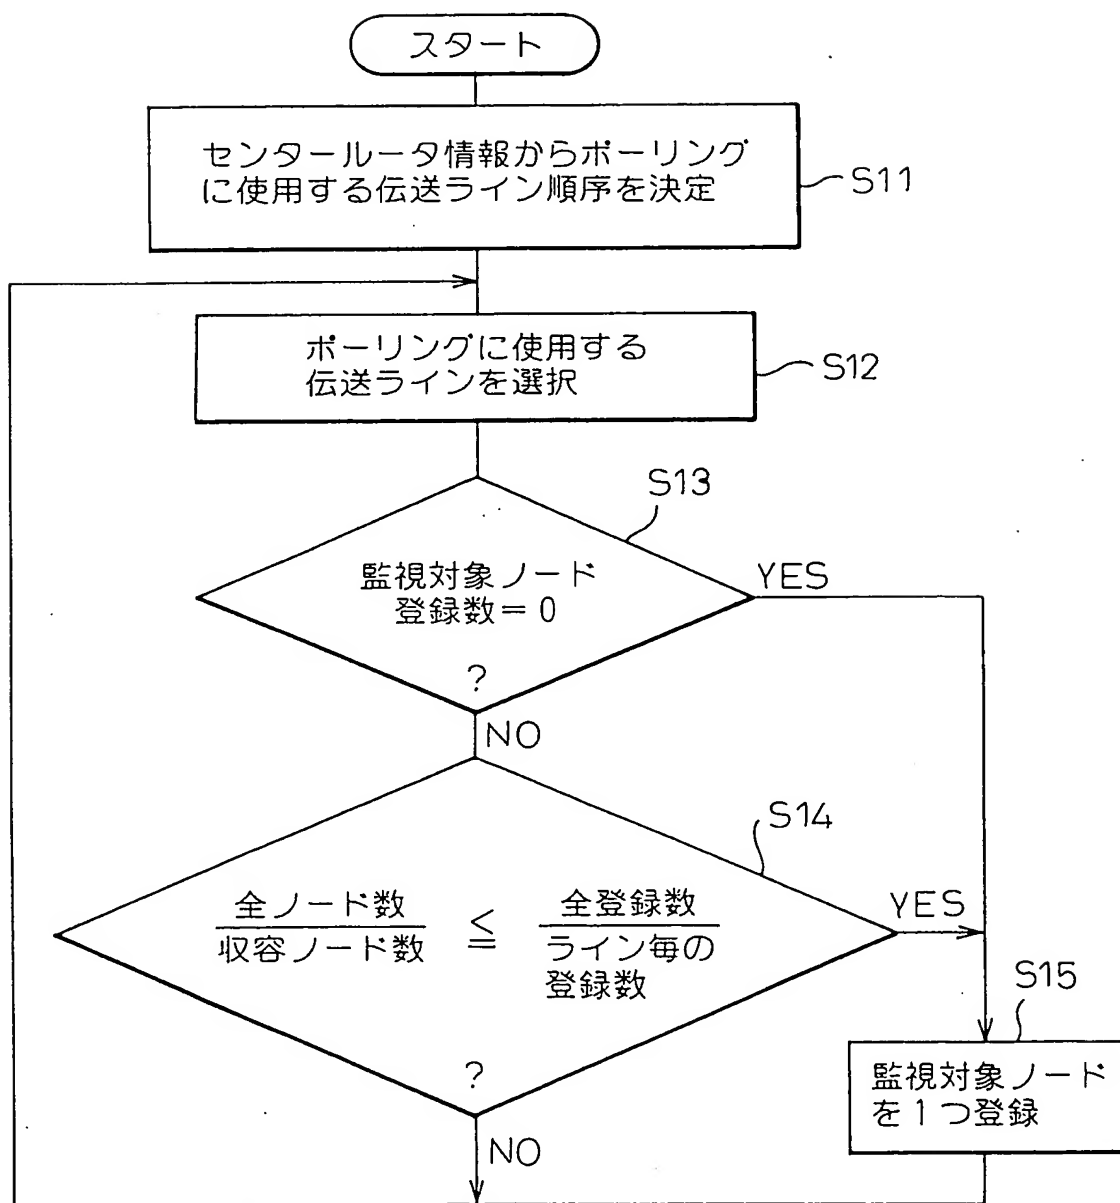 スタート
センタールータ情報からポーリング
に使用する伝送ライン順序を決定
S11
ポーリングに使用する
伝送ラインを選択
S12
S13
監視対象ノード
登録数=0
?
YES
NO
S14
全ノード数
収容ノード数
≦
全登録数
ライン毎の
登録数
?
YES
NO
S15
監視対象ノード
を1つ登録